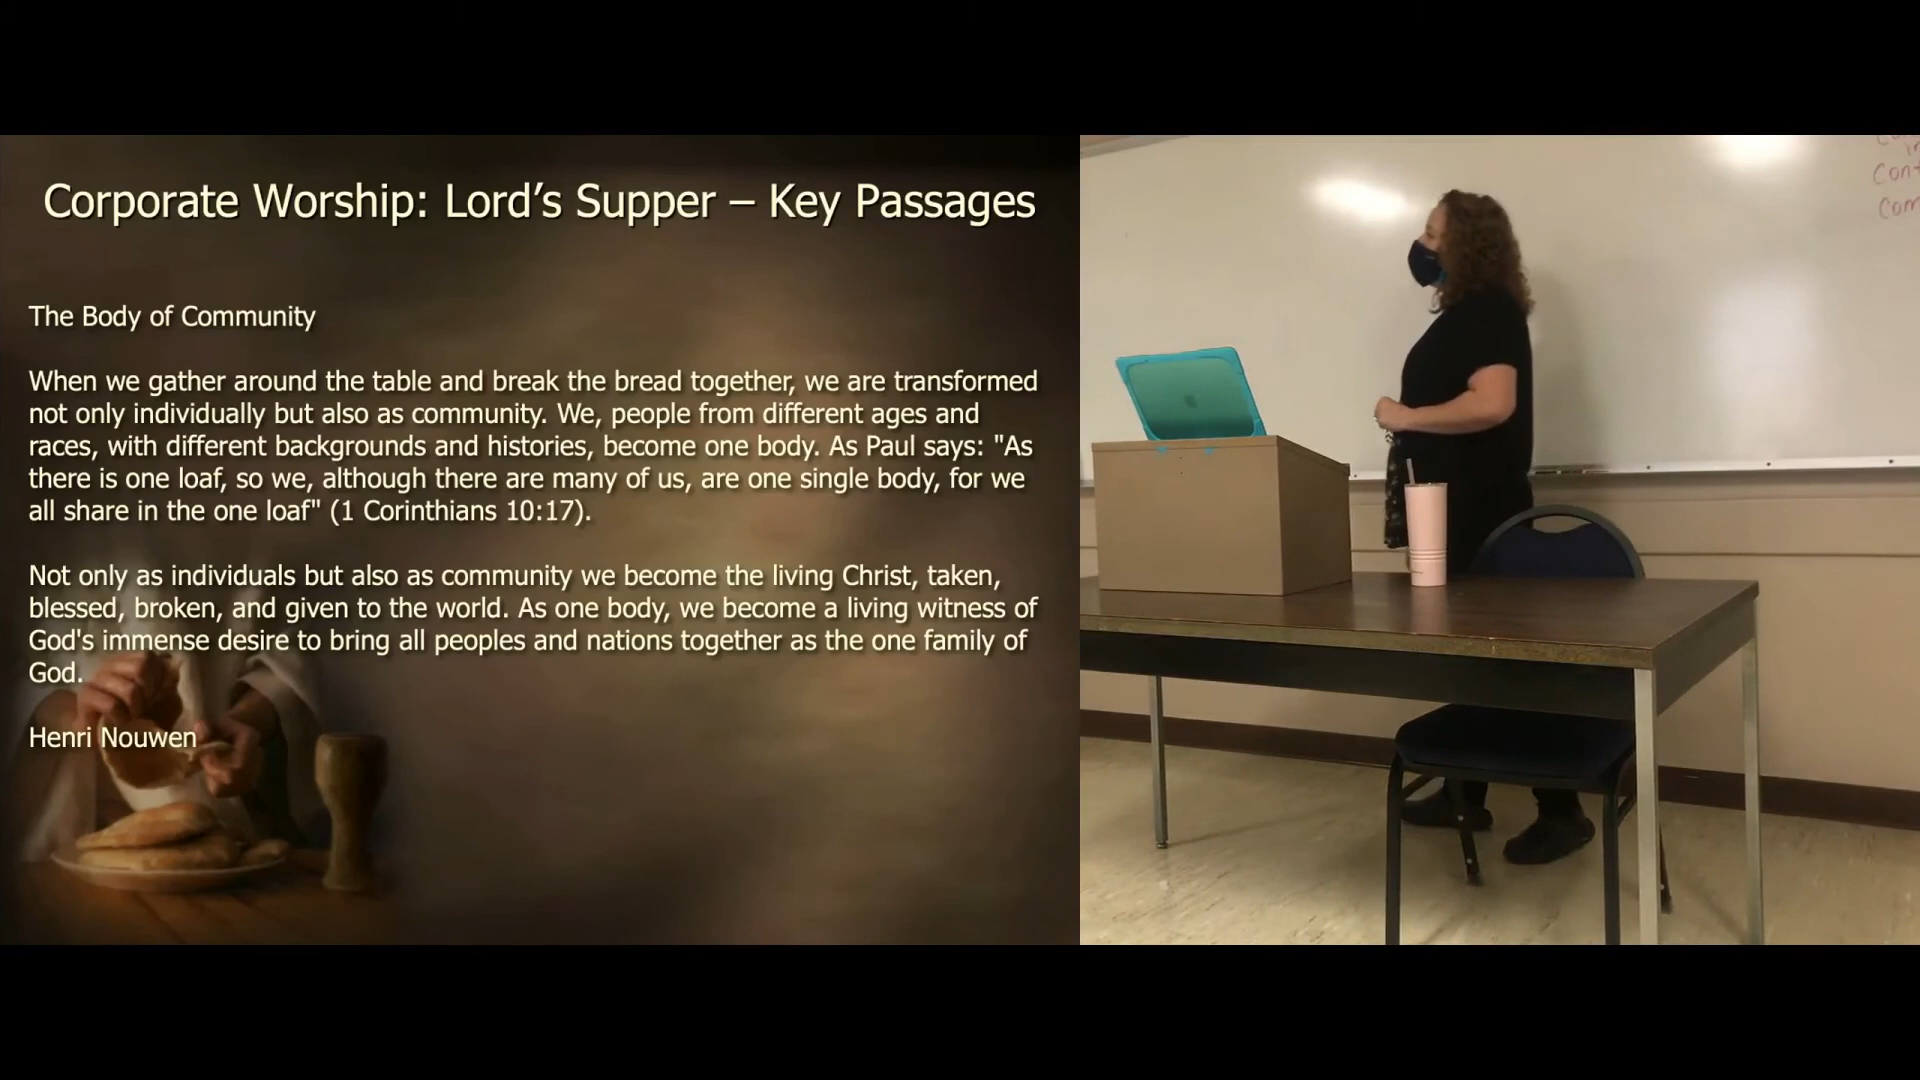 Corporate Worship: Lord’s Supper – Key Passages
The Body of Community
When we gather around the table and break the bread together, we are transformed
not only individually but also as community. We, people from different ages and
races, with different backgrounds and histories, become one body. As Paul says: "As
there is one loaf, so we, although there are many of us, are one single body, for we
all share in the one loaf" (1 Corinthians 10:17).
Not only as individuals but also as community we become the living Christ, taken,
blessed, broken, and given to the world. As one body, we become a living witness of
God's immense desire to bring all peoples and nations together as the one family of
God.
Henri Nouwen